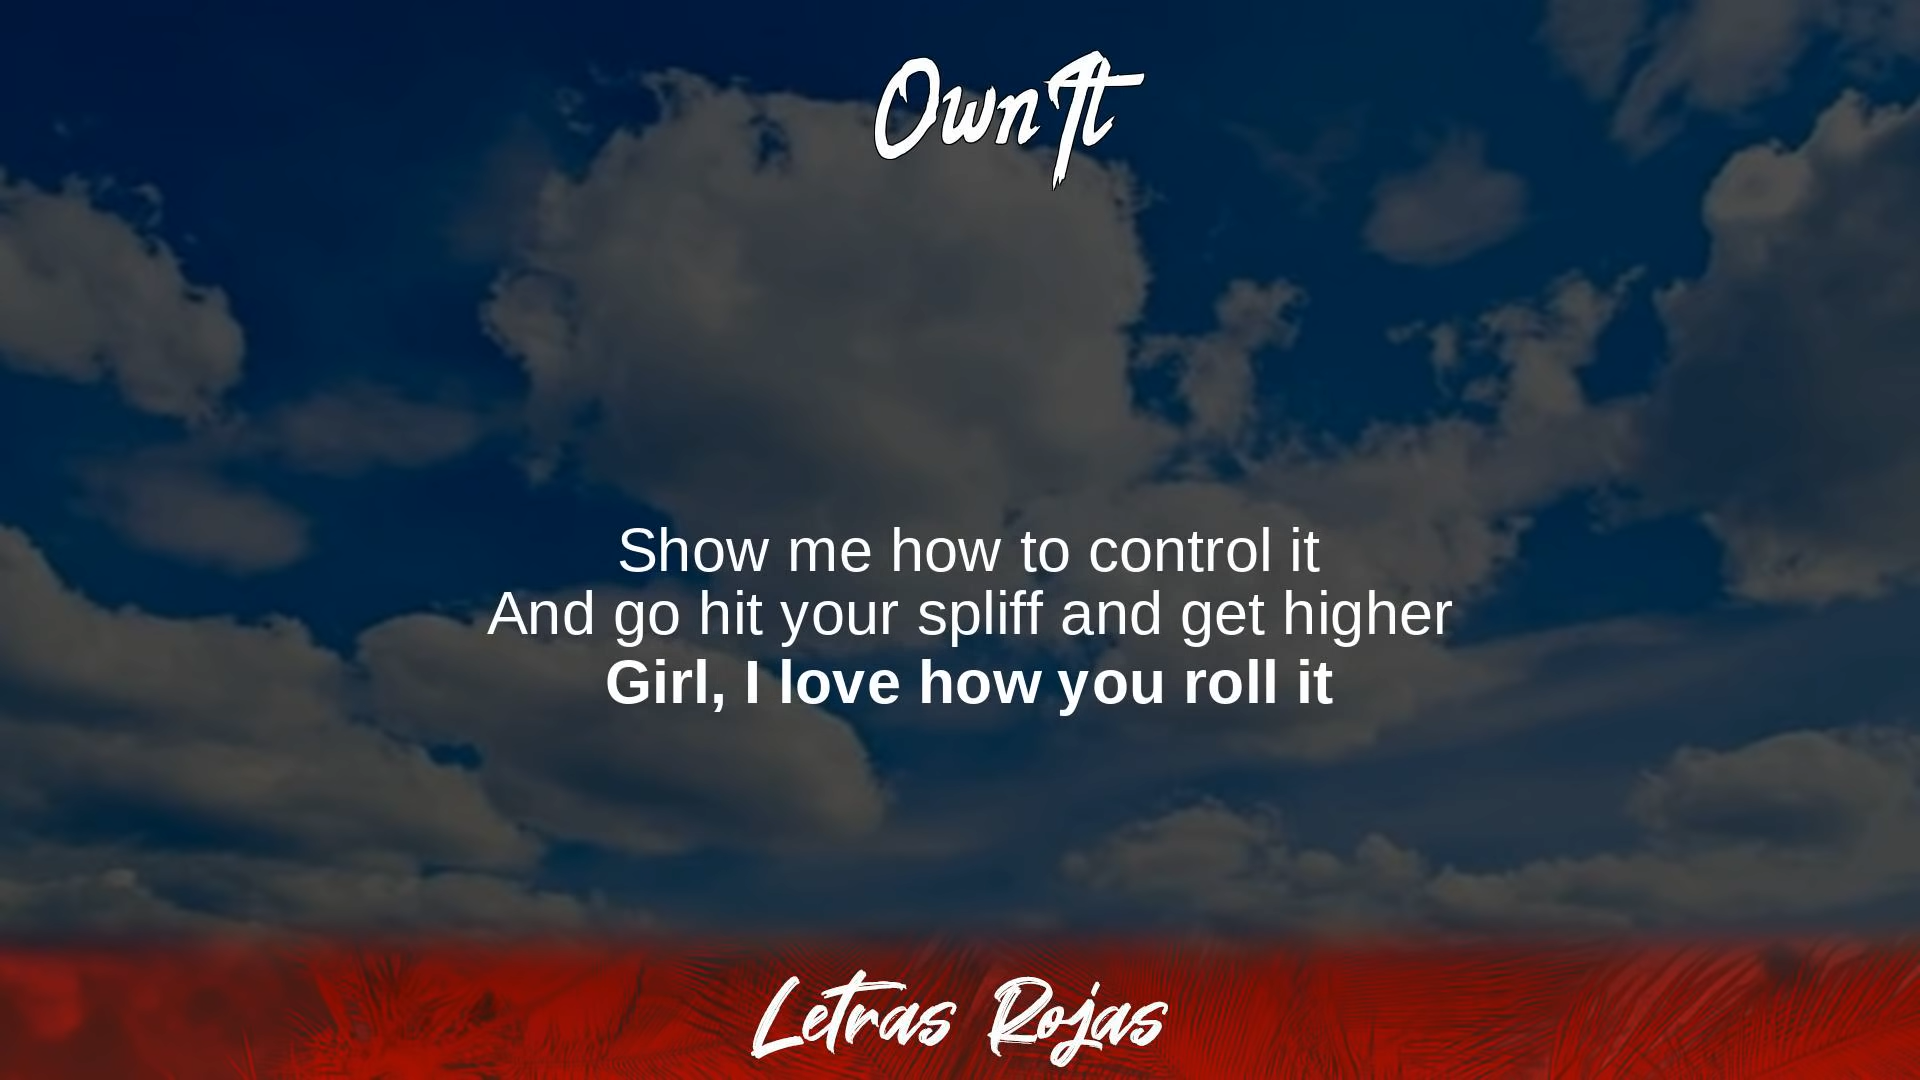 Own It
Show me how to control it
And go hit your spliff and get higher
Girl, I love how you roll it
Letras Rojas